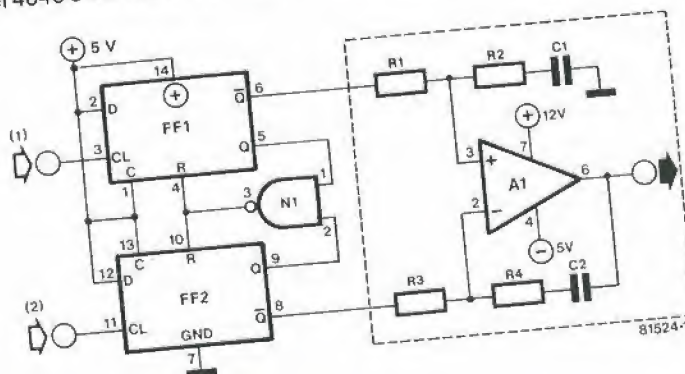 5 V
14
2
D
Q
6
R1
R2
C1
FF1
12V
(1)
3
CL
Q
5
3
+
7
C
R
1
4
3
N1
1
2
A1
6
2
−
4
5V
13
10
C
R
12
D
Q
9
R3
R4
C2
FF2
(2)
11
CL
Q
8
GND
7
81524-